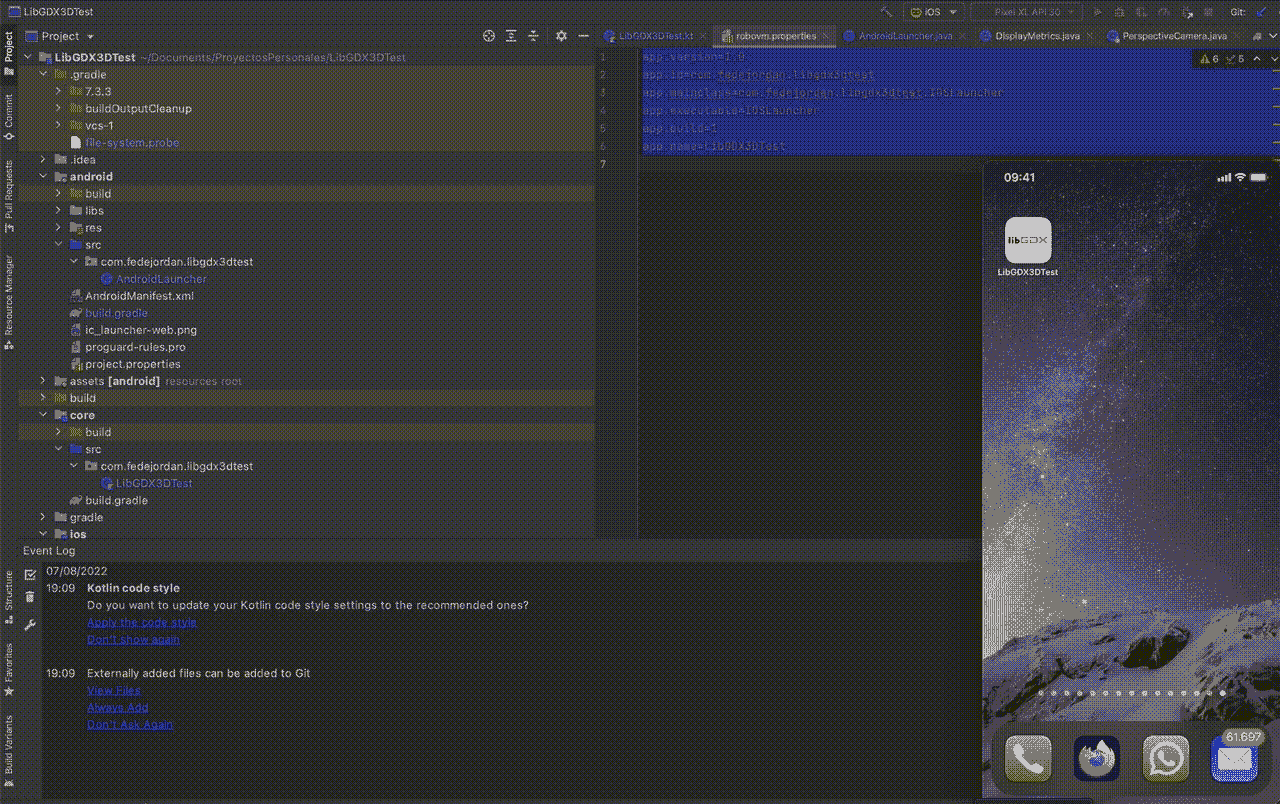 LibGDX3DTest
iOS
Pixel XL API 30
Git:
Project
LibGDX3DTest.kt
robovm.properties
AndroidLauncher.java
DisplayMetrics.java
PerspectiveCamera.java
Project
Commit
Pull Requests
Resource Manager
Structure
Favorites
Build Variants
LibGDX3DTest ~/Documents/ProyectosPersonales/LibGDX3DTest
.gradle
7.3.3
buildOutputCleanup
vcs-1
file-system.probe
.idea
android
build
libs
res
src
com.fedejordan.libgdx3dtest
AndroidLauncher
AndroidManifest.xml
build.gradle
ic_launcher-web.png
proguard-rules.pro
project.properties
assets [android] resources root
build
core
build
src
com.fedejordan.libgdx3dtest
LibGDX3DTest
build.gradle
gradle
ios
1 app.version=1.0
2 app.id=com.fedejordan.libgdx3dtest
3 app.mainclass=com.fedejordan.libgdx3dtest.IOSLauncher
4 app.executable=IOSLauncher
5 app.build=1
6 app.name=LibGDX3DTest
7
6 5
09:41
libGDX
LibGDX3DTest
61.697
Event Log
07/08/2022
19:09 Kotlin code style
Do you want to update your Kotlin code style settings to the recommended ones?
Apply the code style
Don't show again
19:09 Externally added files can be added to Git
View Files
Always Add
Don't Ask Again